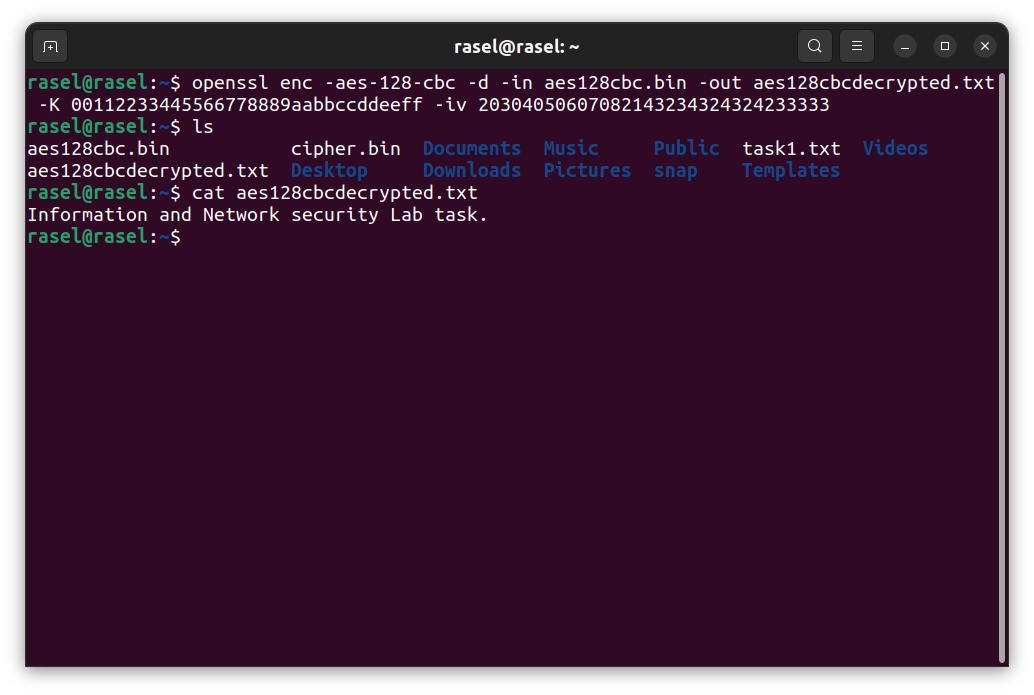 rasel@rasel: ~
rasel@rasel:~$ openssl enc -aes-128-cbc -d -in aes128cbc.bin -out aes128cbcdecrypted.txt
 -K 00112233445566778889aabbccddeeff -iv 20304050607082143234324324233333
rasel@rasel:~$ ls
aes128cbc.bin           cipher.bin  Documents  Music     Public  task1.txt  Videos
aes128cbcdecrypted.txt  Desktop     Downloads  Pictures  snap    Templates
rasel@rasel:~$ cat aes128cbcdecrypted.txt
Information and Network security Lab task.
rasel@rasel:~$